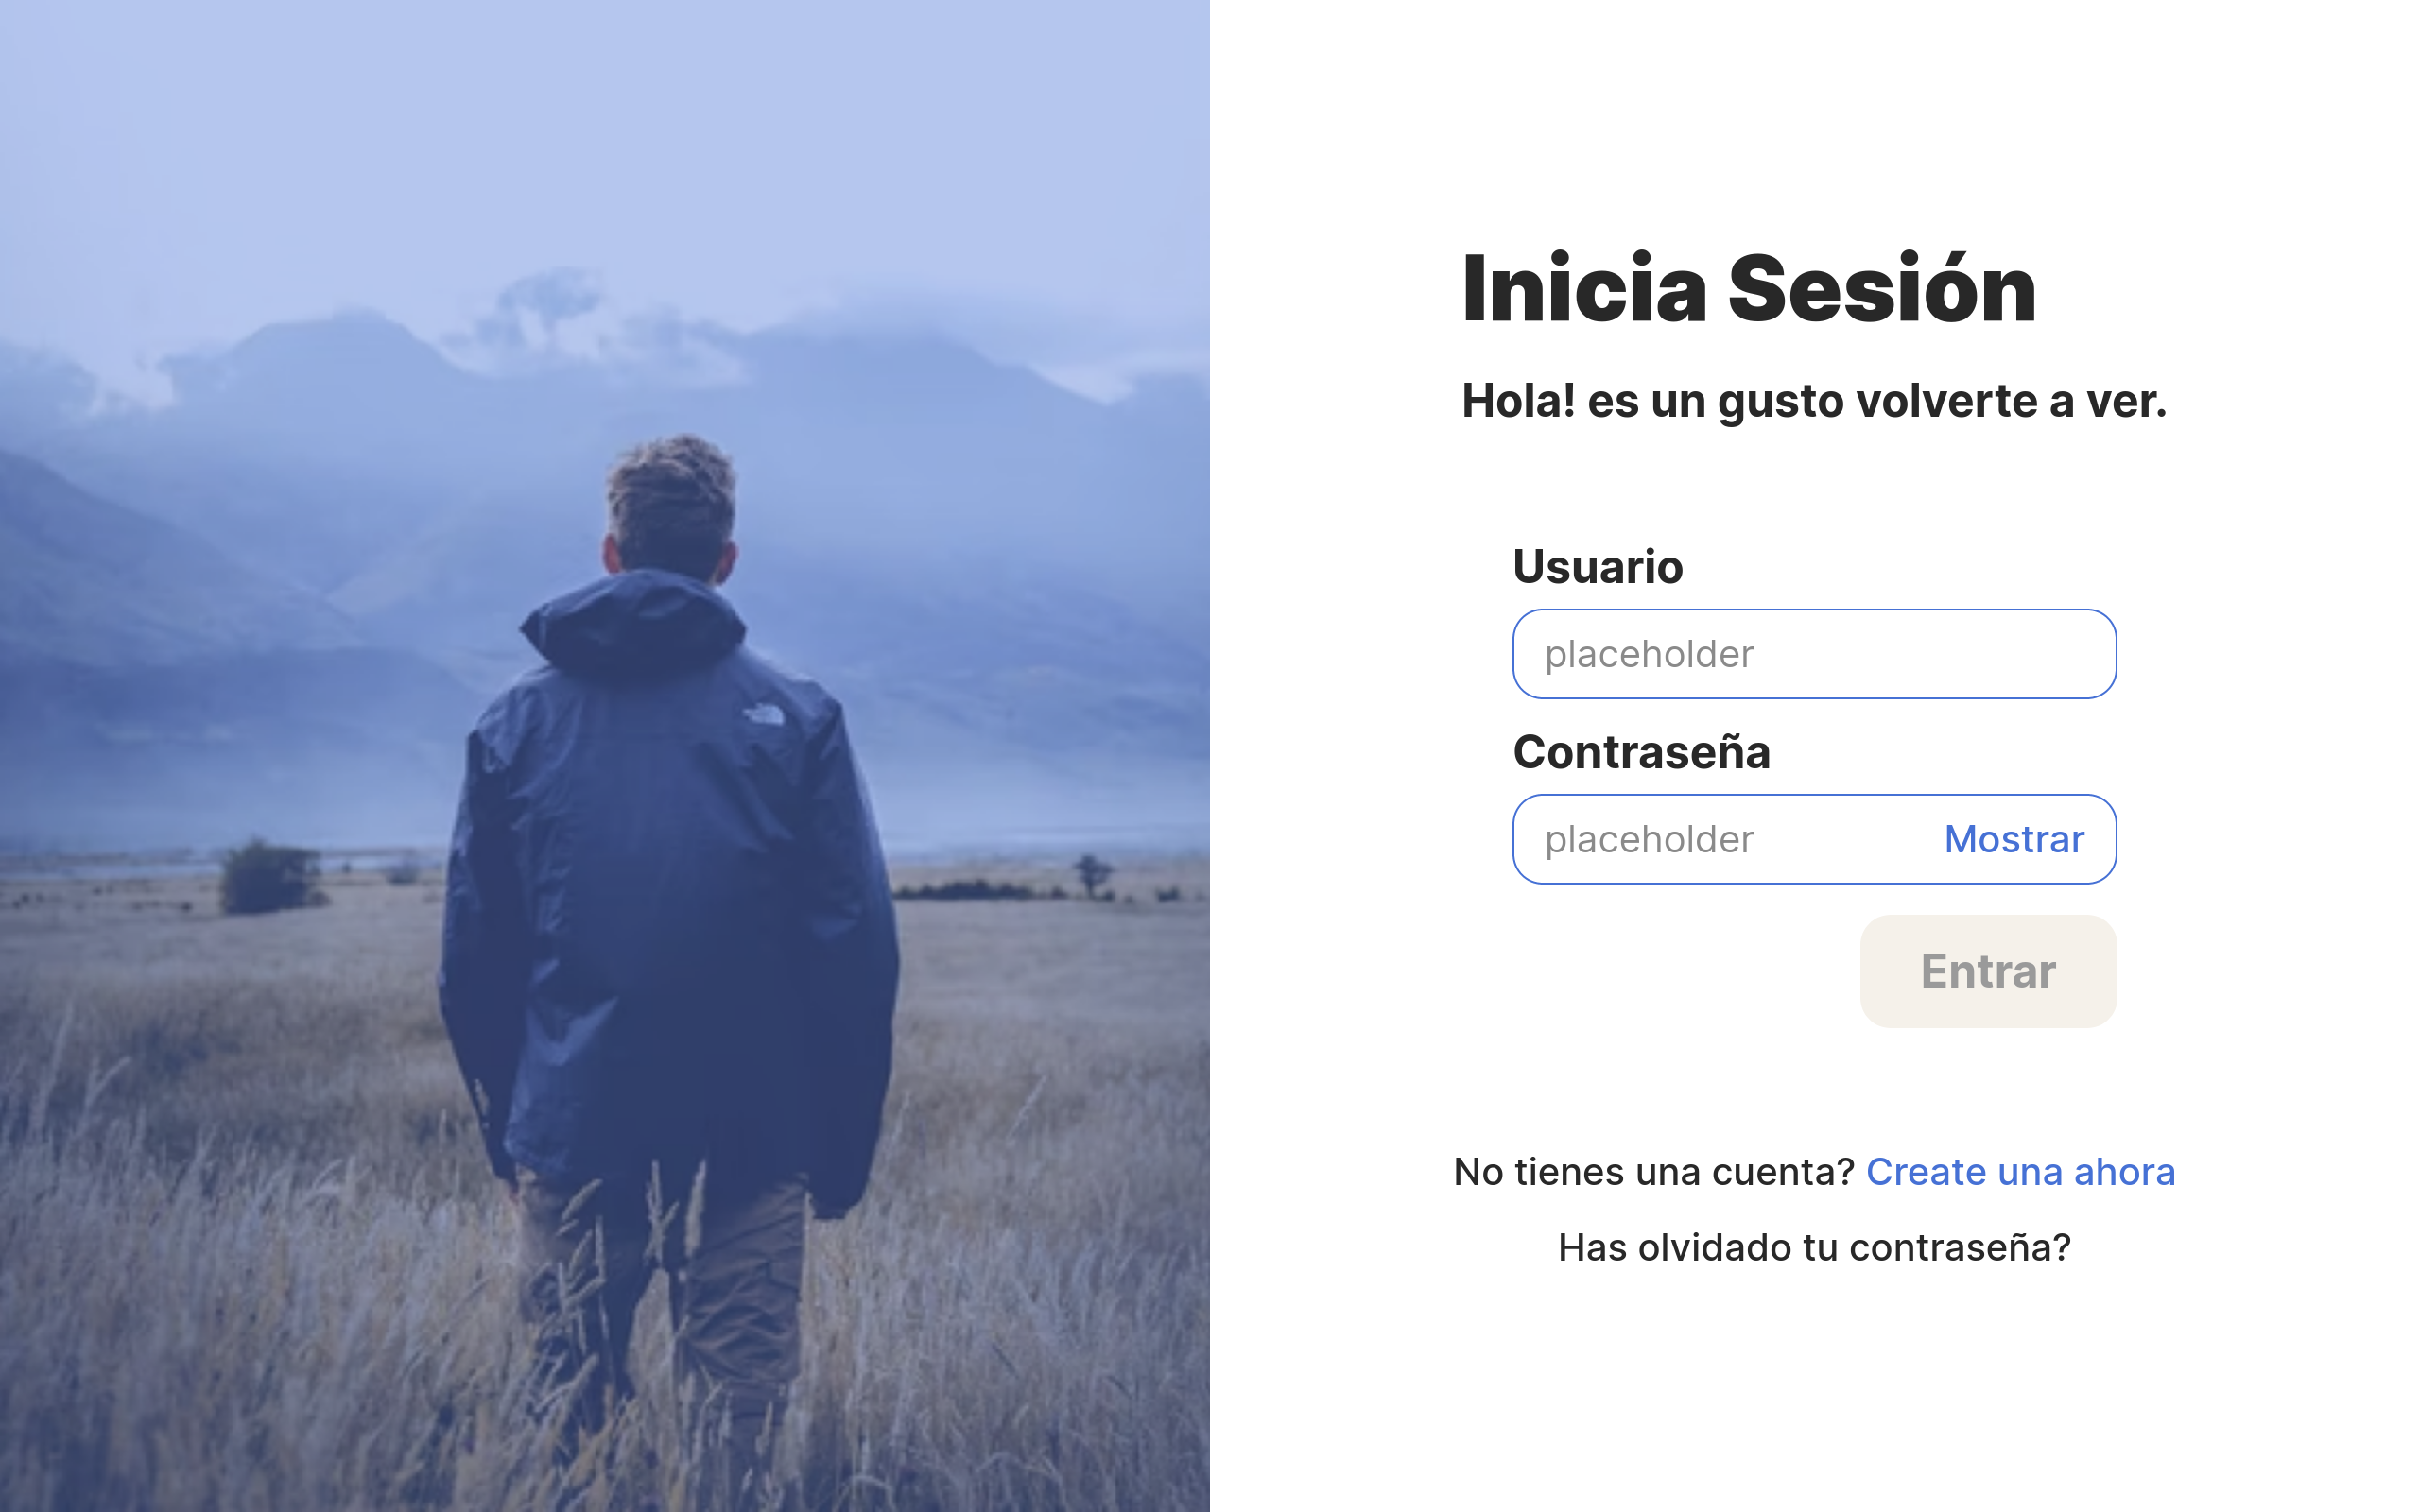 Inicia Sesión
Hola! es un gusto volverte a ver.
Usuario
placeholder
Contraseña
placeholder Mostrar
Entrar
No tienes una cuenta? Create una ahora
Has olvidado tu contraseña?